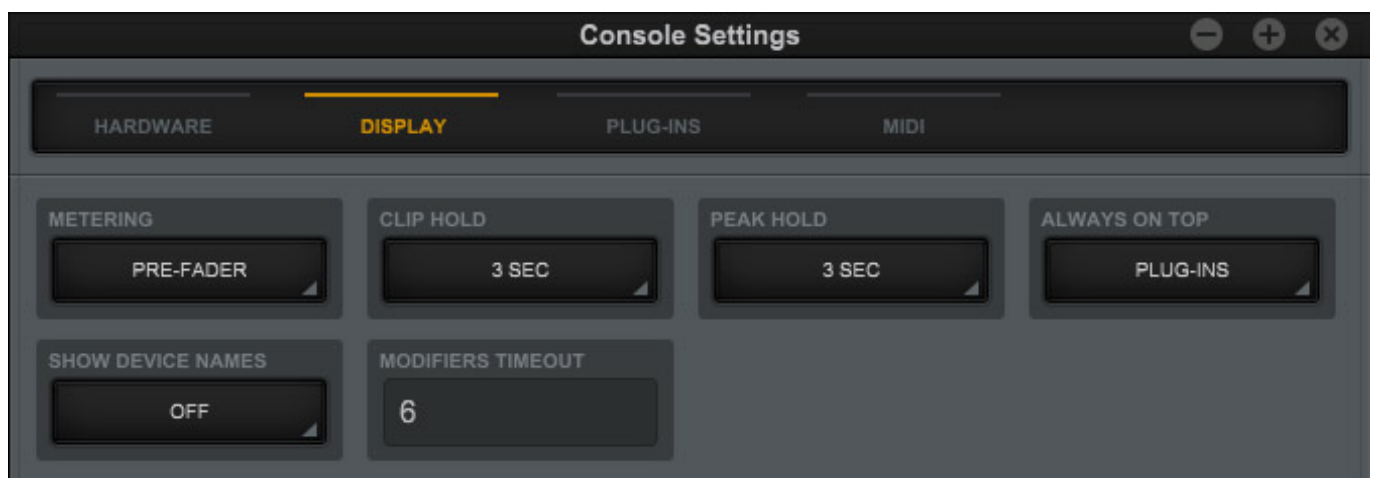 Console Settings
HARDWARE DISPLAY PLUG-INS MIDI
METERING CLIP HOLD PEAK HOLD ALWAYS ON TOP
PRE-FADER 3 SEC 3 SEC PLUG-INS
SHOW DEVICE NAMES MODIFIERS TIMEOUT
OFF 6